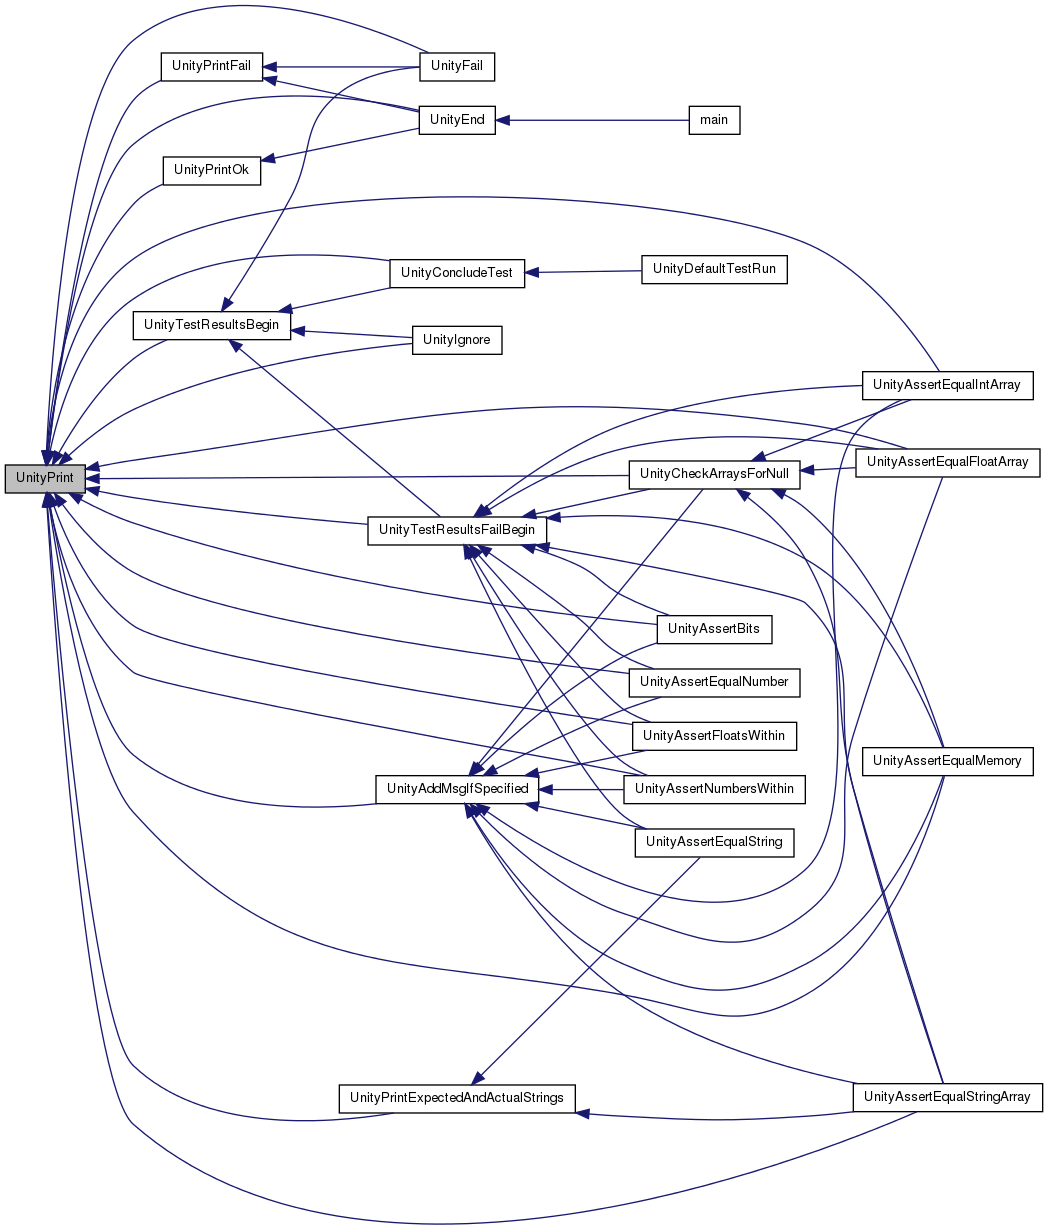 UnityPrintFail
UnityFail
UnityEnd
main
UnityPrintOk
UnityConcludeTest
UnityDefaultTestRun
UnityTestResultsBegin
UnityIgnore
UnityAssertEqualIntArray
UnityPrint
UnityCheckArraysForNull
UnityAssertEqualFloatArray
UnityTestResultsFailBegin
UnityAssertBits
UnityAssertEqualNumber
UnityAssertFloatsWithin
UnityAssertEqualMemory
UnityAddMsgIfSpecified
UnityAssertNumbersWithin
UnityAssertEqualString
UnityPrintExpectedAndActualStrings
UnityAssertEqualStringArray